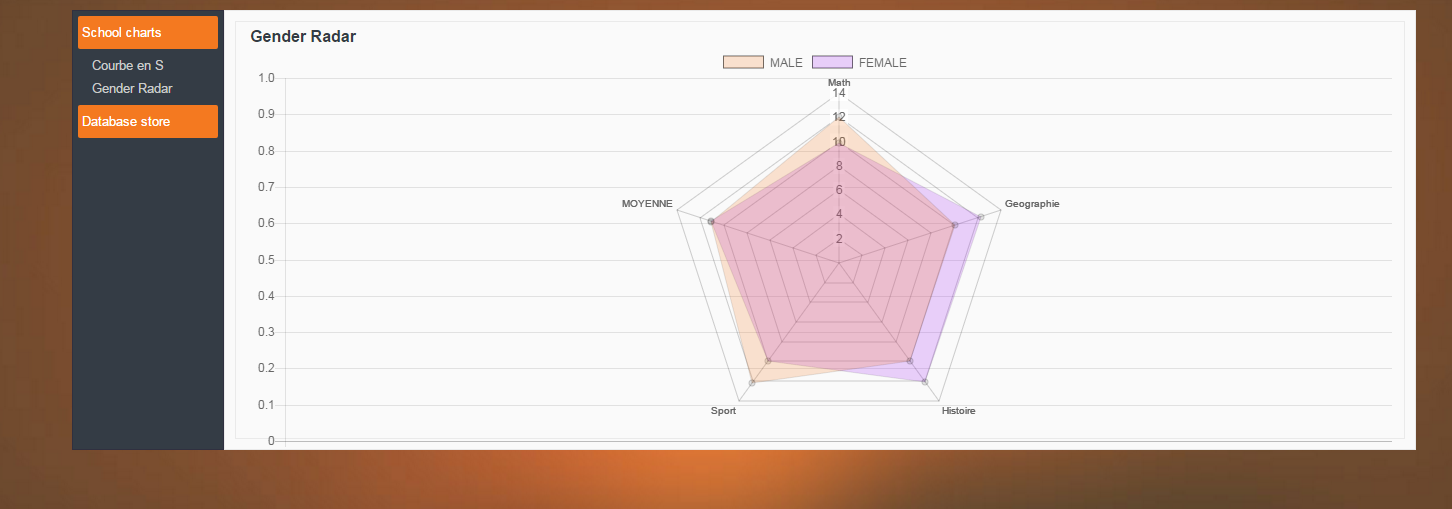 School charts
Courbe en S
Gender Radar
Database store
Gender Radar
MALE FEMALE
1.0
0.9
0.8
0.7
0.6
0.5
0.4
0.3
0.2
0.1
0
Math
14
12
10
8
6
4
2
MOYENNE
Geographie
Sport
Histoire